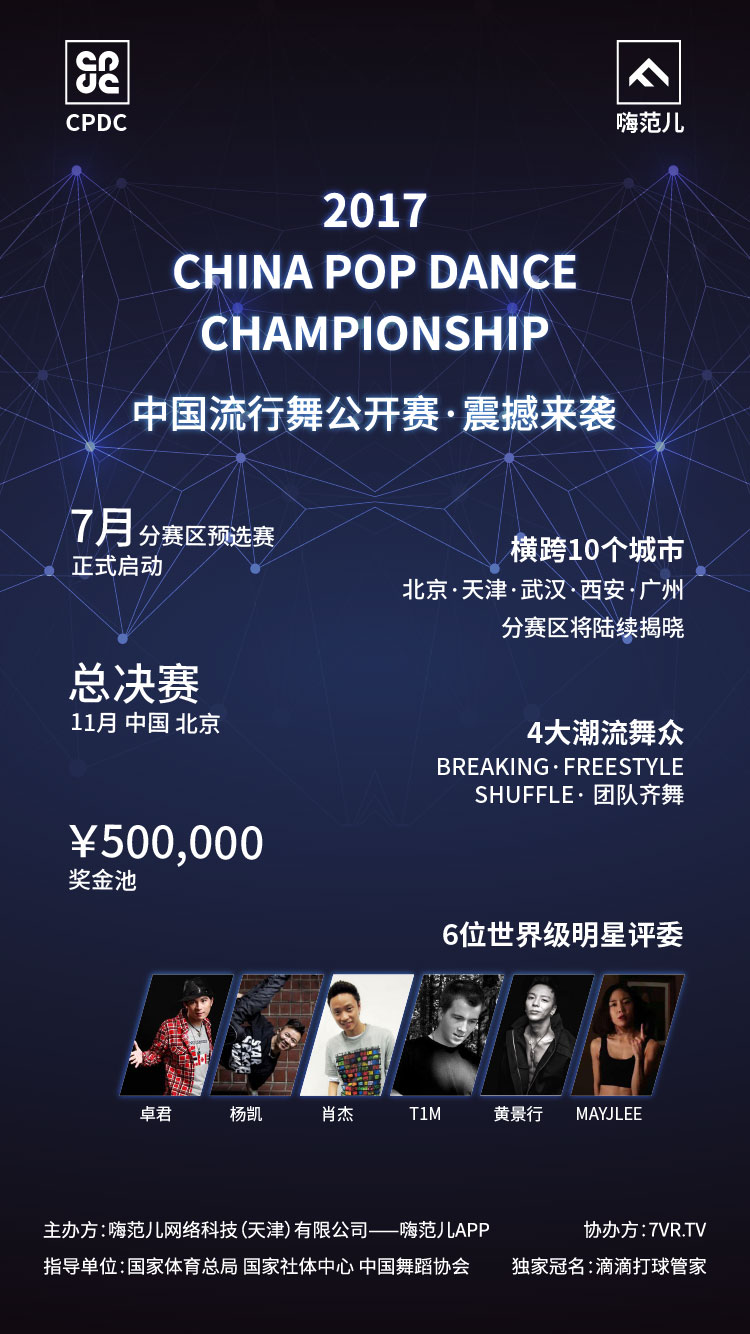 CPDC
嗨范儿
2017
CHINA POP DANCE
CHAMPIONSHIP
中国流行舞公开赛·震撼来袭
7月分赛区预选赛
正式启动
横跨10个城市
北京·天津·武汉·西安·广州
分赛区将陆续揭晓
总决赛
11月 中国 北京
4大潮流舞众
BREAKING·FREESTYLE
SHUFFLE· 团队齐舞
¥500,000
奖金池
6位世界级明星评委
卓君 杨凯 肖杰 T1M 黄景行 MAYJLEE
主办方:嗨范儿网络科技(天津)有限公司——嗨范儿APP 协办方:7VR.TV
指导单位:国家体育总局 国家社体中心 中国舞蹈协会 独家冠名:滴滴打球管家